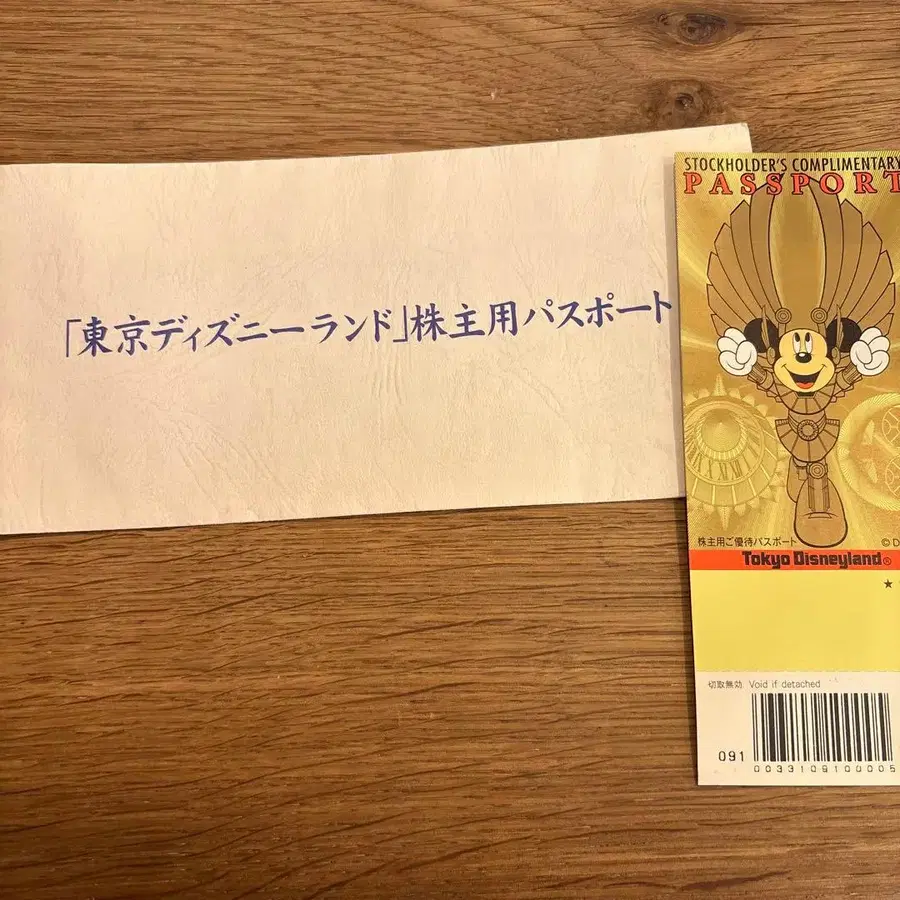 「東京ディズニーランド」株主用パスポート
STOCKHOLDER'S COMPLIMENTARY
PASSPORT
株主用ご優待パスポート
© D
Tokyo Disneyland®
★
切取無効 Void if detached
091
0033109100005